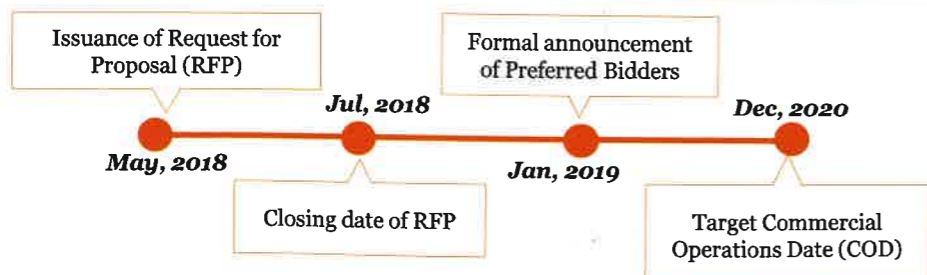 Issuance of Request for
Proposal (RFP)
May, 2018
Jul, 2018
Closing date of RFP
Formal announcement
of Preferred Bidders
Jan, 2019
Dec, 2020
Target Commercial
Operations Date (COD)